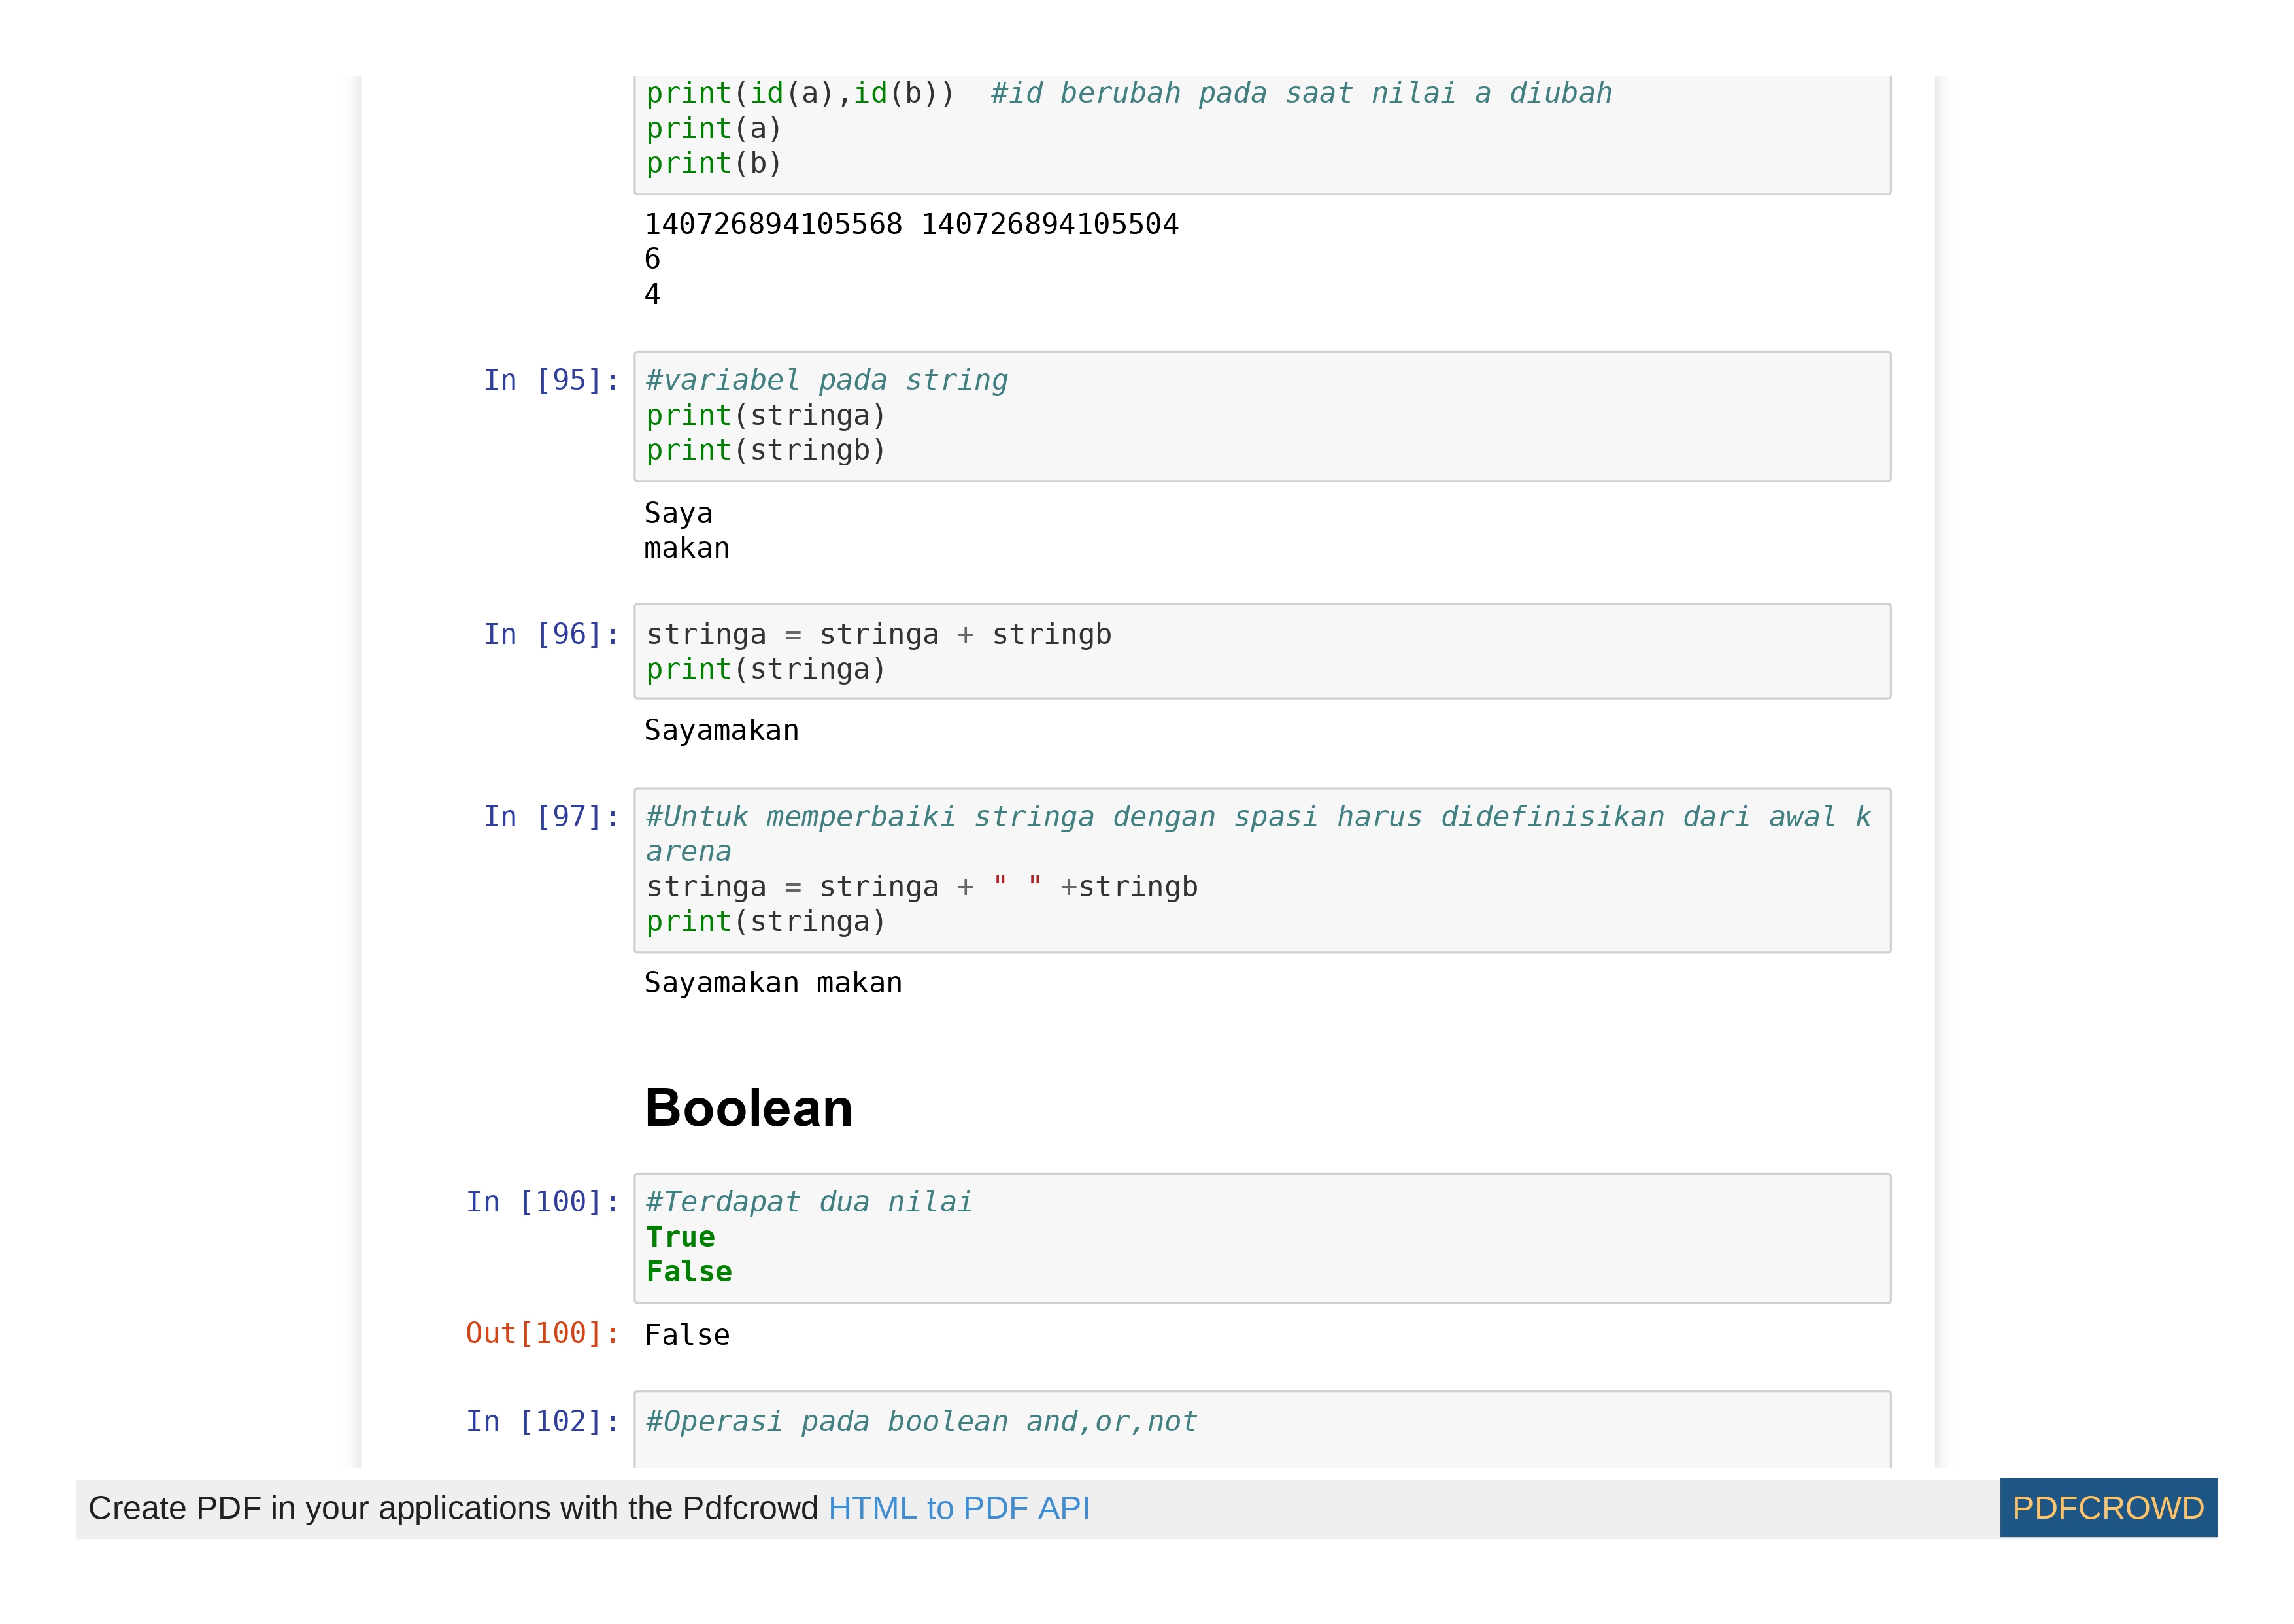 print(id(a),id(b))  #id berubah pada saat nilai a diubah
print(a)
print(b)
140726894105568 140726894105504
6
4
In [95]: #variabel pada string
print(stringa)
print(stringb)
Saya
makan
In [96]: stringa = stringa + stringb
print(stringa)
Sayamakan
In [97]: #Untuk memperbaiki stringa dengan spasi harus didefinisikan dari awal k
arena
stringa = stringa + " " +stringb
print(stringa)
Sayamakan makan
Boolean
In [100]: #Terdapat dua nilai
True
False
Out[100]: False
In [102]: #Operasi pada boolean and,or,not
Create PDF in your applications with the Pdfcrowd HTML to PDF API
PDFCROWD